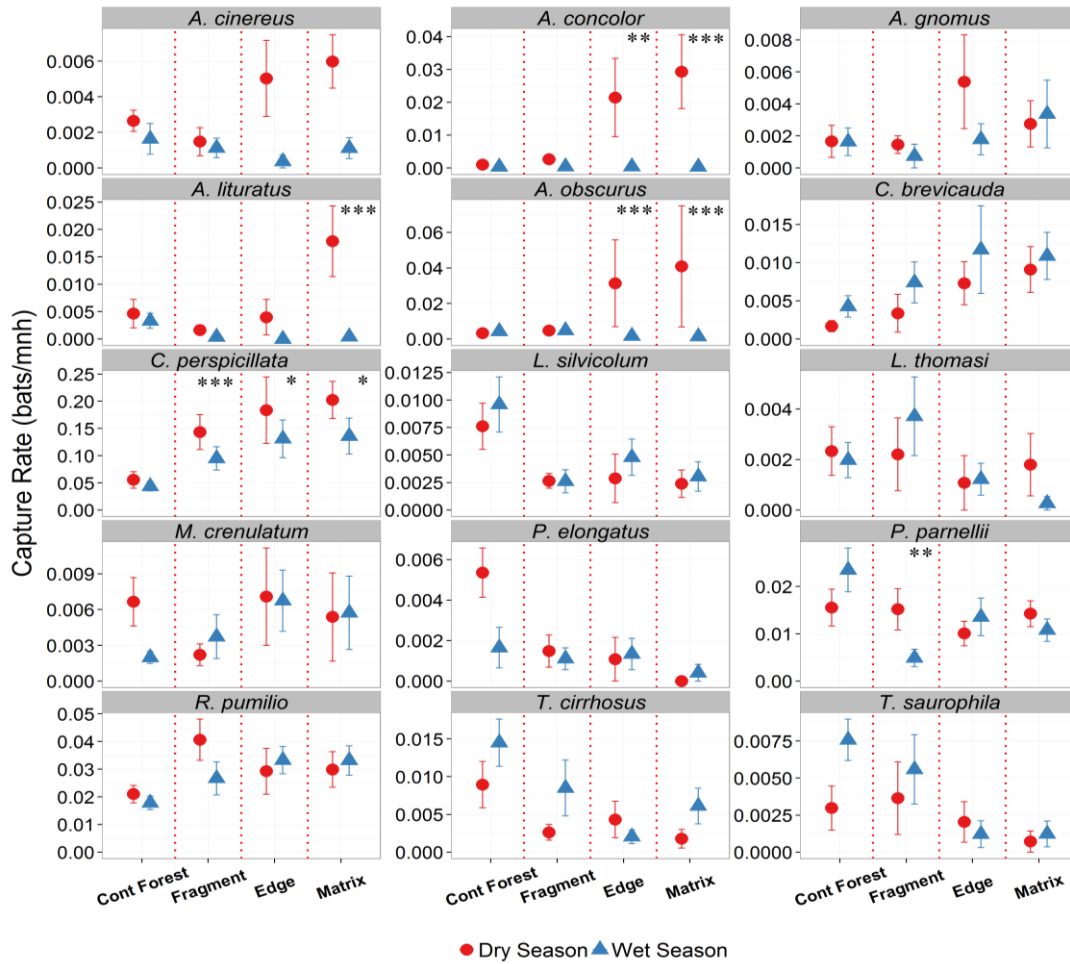 A. cinereus A. concolor A. gnomus
0.006 0.004 0.002 0.000
0.04 0.03 0.02 0.01 0.00 ** ***
0.008 0.006 0.004 0.002 0.000
A. lituratus A. obscurus C. brevicauda
0.025 0.020 0.015 0.010 0.005 0.000 ***
0.06 0.04 0.02 0.00 *** ***
0.015 0.010 0.005 0.000
C. perspicillata L. silvicolum L. thomasi
0.25 0.20 0.15 0.10 0.05 0.00 *** * *
0.0125 0.0100 0.0075 0.0050 0.0025 0.0000
0.004 0.002 0.000
M. crenulatum P. elongatus P. parnellii
0.009 0.006 0.003 0.000
0.006 0.004 0.002 0.000
0.02 0.01 0.00 **
R. pumilio T. cirrhosus T. saurophila
0.05 0.04 0.03 0.02 0.01 0.00
0.015 0.010 0.005 0.000
0.0075 0.0050 0.0025 0.0000
Capture Rate (bats/mnh)
Cont Forest Fragment Edge Matrix
Cont Forest Fragment Edge Matrix
Cont Forest Fragment Edge Matrix
Dry Season Wet Season